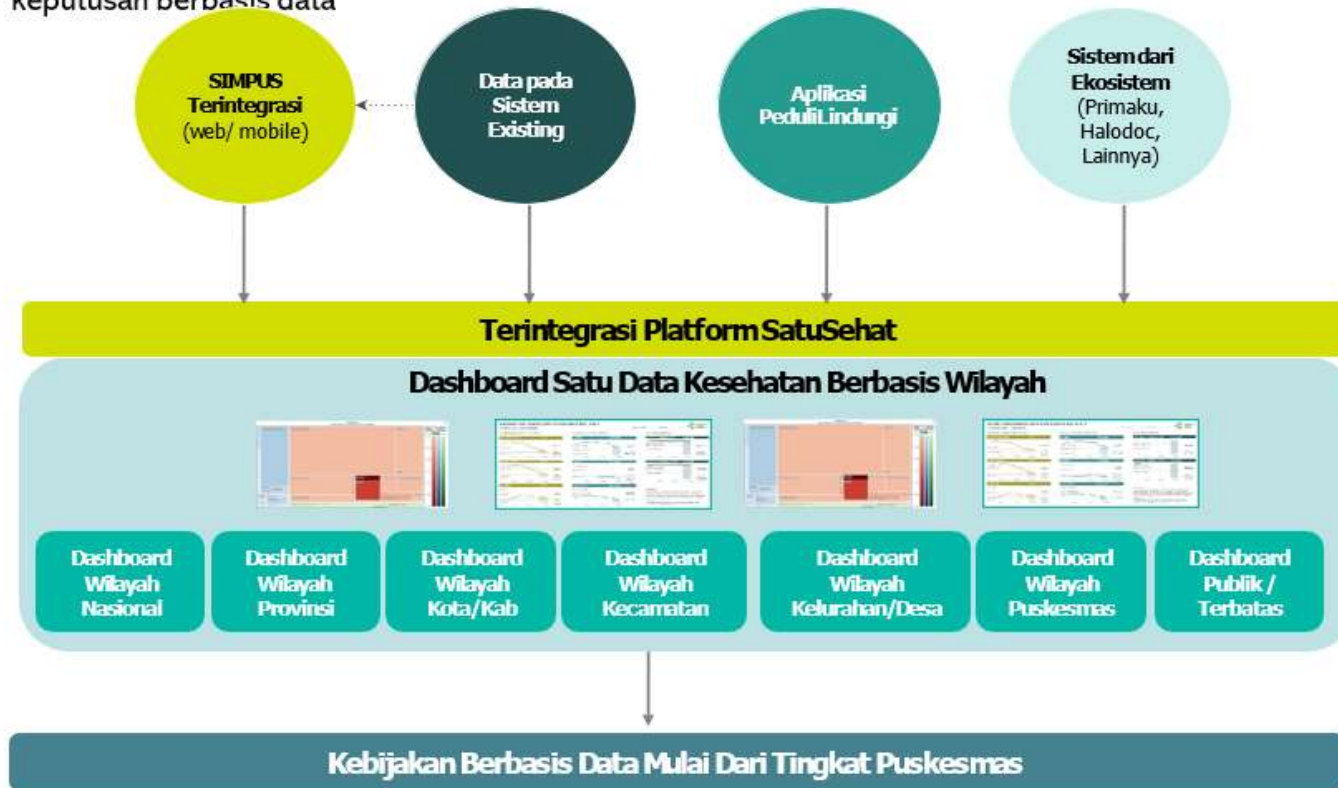 keputusan berbasis data
SIMPUS
Terintegrasi
(web/ mobile)
Data pada
Sistem
Existing
Aplikasi
PeduliLindungi
Sistem dari
Ekosistem
(Primaku,
Halodoc,
Lainnya)
Terintegrasi Platform SatuSehat
Dashboard Satu Data Kesehatan Berbasis Wilayah
Dashboard
Wilayah
Nasional
Dashboard
Wilayah
Provinsi
Dashboard
Wilayah
Kota/Kab
Dashboard
Wilayah
Kecamatan
Dashboard
Wilayah
Kelurahan/Desa
Dashboard
Wilayah
Puskesmas
Dashboard
Publik /
Terbatas
Kebijakan Berbasis Data Mulai Dari Tingkat Puskesmas